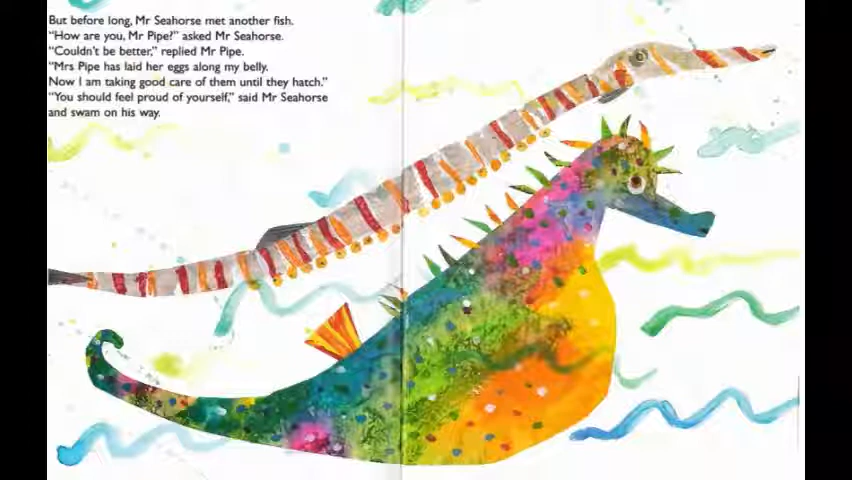 But before long, Mr Seahorse met another fish.
“How are you, Mr Pipe?” asked Mr Seahorse.
“Couldn’t be better,” replied Mr Pipe.
“Mrs Pipe has laid her eggs along my belly.
Now I am taking good care of them until they hatch.”
“You should feel proud of yourself,” said Mr Seahorse
and swam on his way.